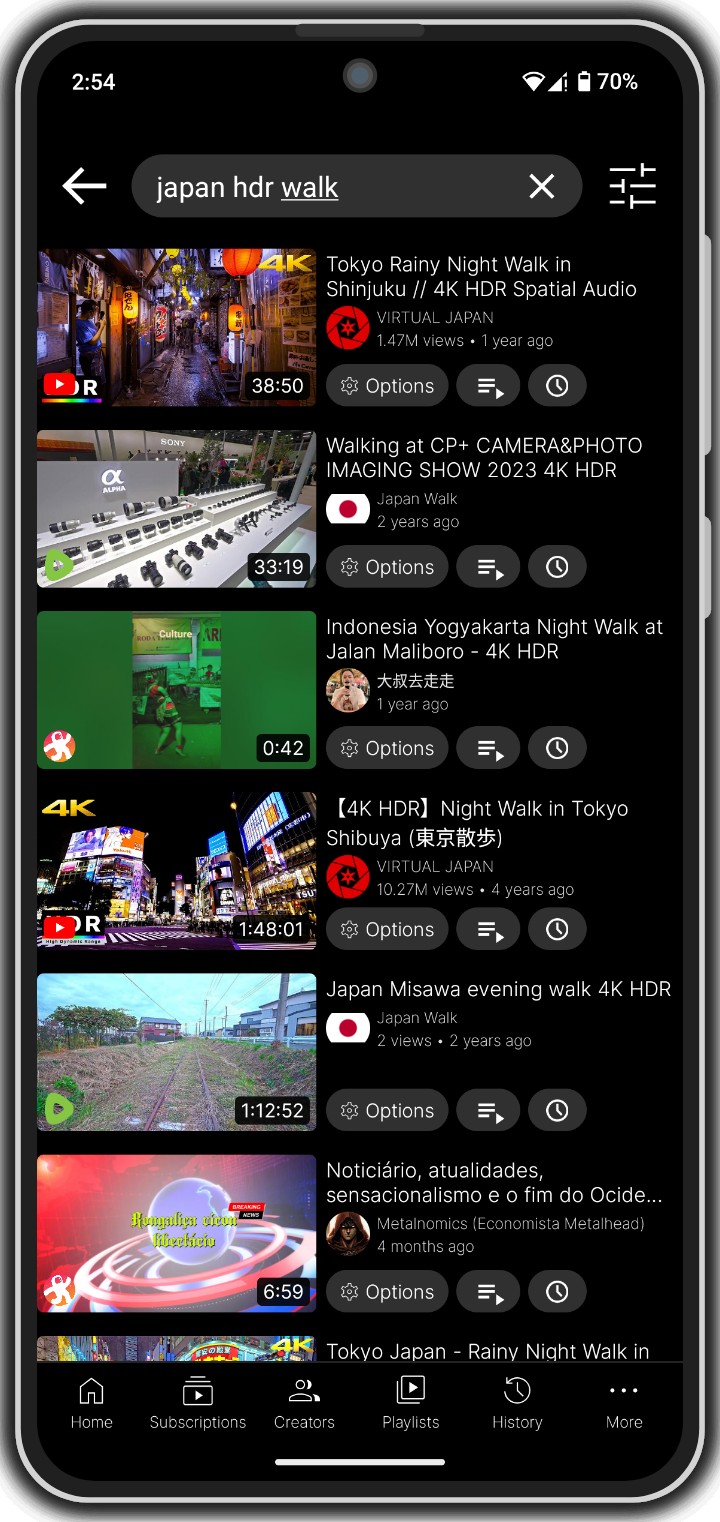 2:54
70%
japan hdr walk
4K
38:50
Tokyo Rainy Night Walk in
Shinjuku // 4K HDR Spatial Audio
VIRTUAL JAPAN
1.47M views • 1 year ago
Options
SONY
α
ALPHA
33:19
Walking at CP+ CAMERA&PHOTO
IMAGING SHOW 2023 4K HDR
Japan Walk
2 years ago
Options
Culture
0:42
Indonesia Yogyakarta Night Walk at
Jalan Maliboro - 4K HDR
大叔去走走
1 year ago
Options
4K
High Dynamic Range
1:48:01
【4K HDR】Night Walk in Tokyo
Shibuya (東京散歩)
VIRTUAL JAPAN
10.27M views • 4 years ago
Options
1:12:52
Japan Misawa evening walk 4K HDR
Japan Walk
2 views • 2 years ago
Options
BREAKING
NEWS
libertário
6:59
Noticiário, atualidades,
sensacionalismo e o fim do Ocide...
Metalnomics (Economista Metalhead)
4 months ago
Options
4K
Tokyo Japan - Rainy Night Walk in
Home
Subscriptions
Creators
Playlists
History
More